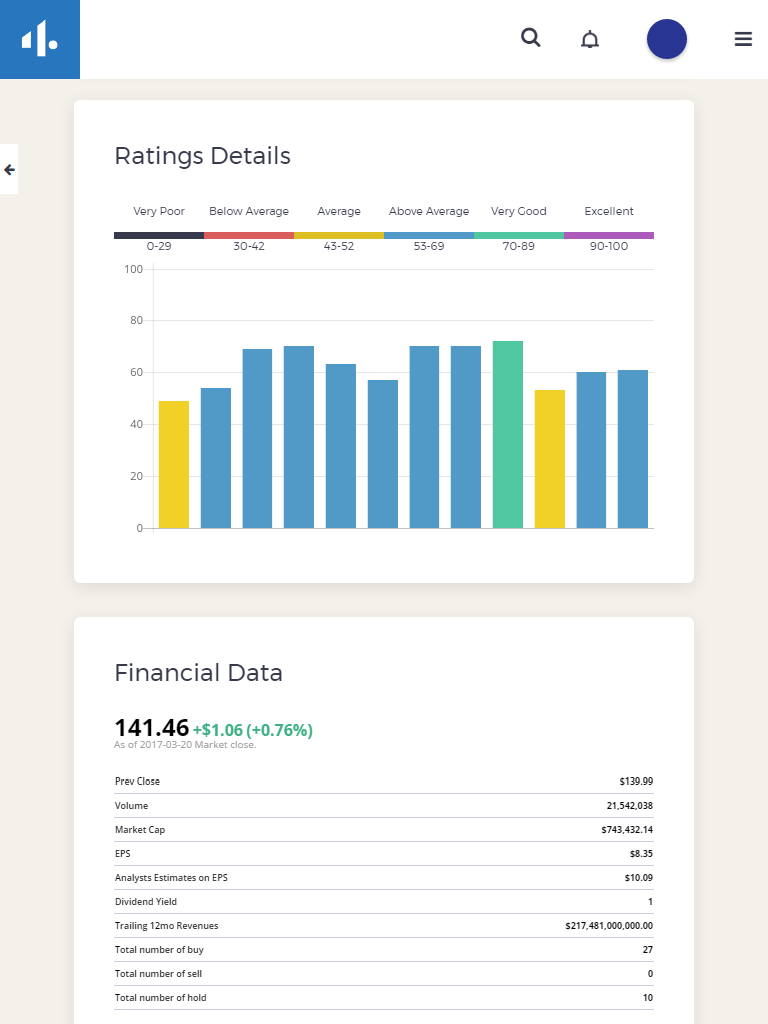 Ratings Details
Very Poor Below Average Average Above Average Very Good Excellent
0-29 30-42 43-52 53-69 70-89 90-100
100
80
60
40
20
0
Financial Data
141.46 +$1.06 (+0.76%)
As of 2017-03-20 Market close.
Prev Close $139.99
Volume 21,542,038
Market Cap $743,432.14
EPS $8.35
Analysts Estimates on EPS $10.09
Dividend Yield 1
Trailing 12mo Revenues $217,481,000,000.00
Total number of buy 27
Total number of sell 0
Total number of hold 10